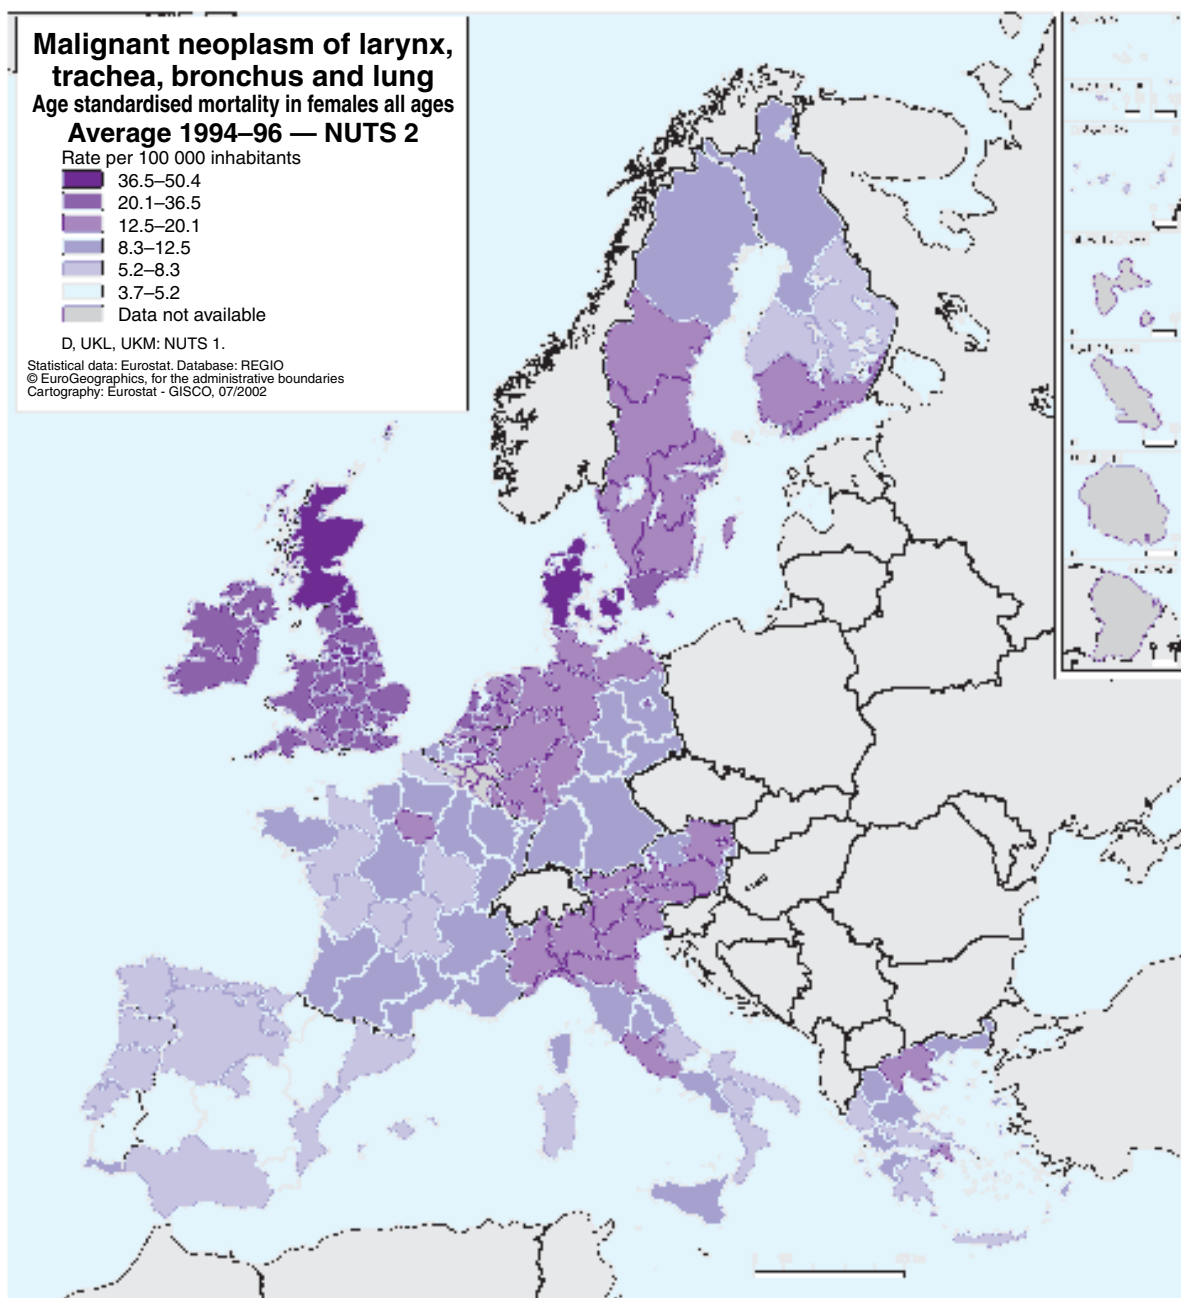 Malignant neoplasm of larynx,
trachea, bronchus and lung
Age standardised mortality in females all ages
Average 1994–96 — NUTS 2
Rate per 100 000 inhabitants
36.5–50.4
20.1–36.5
12.5–20.1
8.3–12.5
5.2–8.3
3.7–5.2
Data not available
D, UKL, UKM: NUTS 1.
Statistical data: Eurostat. Database: REGIO
© EuroGeographics, for the administrative boundaries
Cartography: Eurostat - GISCO, 07/2002